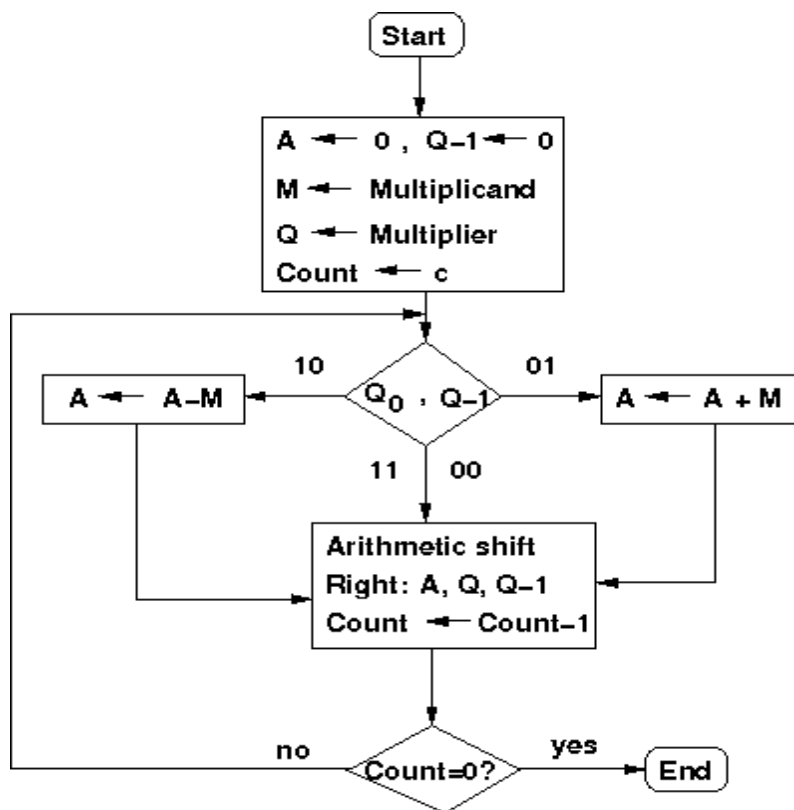 Start
A ← 0 , Q−1 ← 0
M ← Multiplicand
Q ← Multiplier
Count ← c
10
01
A ← A−M
Q0 , Q−1
A ← A + M
11 00
Arithmetic shift
Right: A, Q, Q−1
Count ← Count−1
no
yes
Count=0?
End